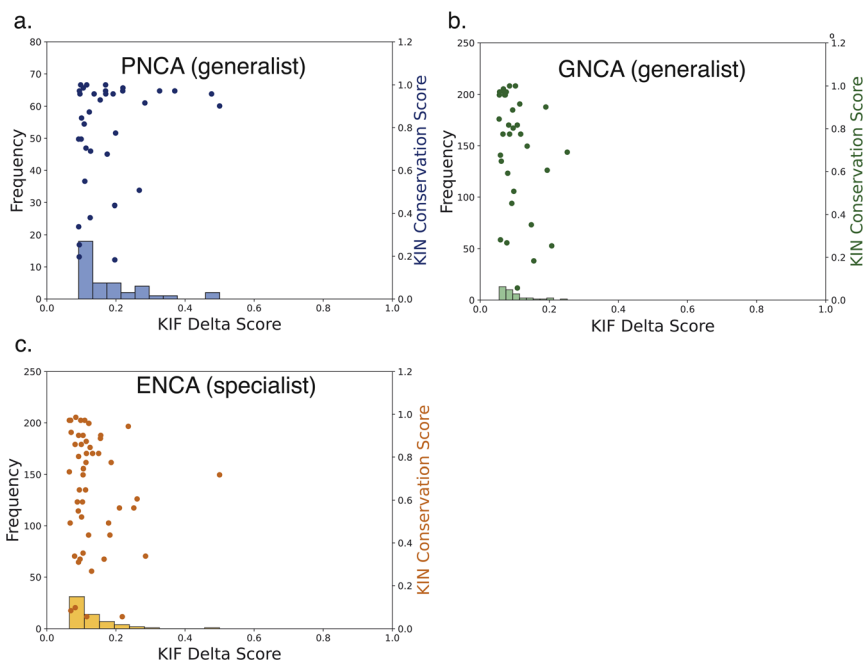 a.
PNCA (generalist)
80
70
60
50
40
30
20
10
0
Frequency
1.2
1.0
0.8
0.6
0.4
0.2
0.0
KIN Conservation Score
0.0 0.2 0.4 0.6 0.8 1.0
KIF Delta Score
b.
GNCA (generalist)
250
200
150
100
50
0
Frequency
o
1.2
1.0
0.8
0.6
0.4
0.2
0.0
KIN Conservation Score
0.0 0.2 0.4 0.6 0.8 1.0
KIF Delta Score
c.
ENCA (specialist)
250
200
150
100
50
0
Frequency
1.2
1.0
0.8
0.6
0.4
0.2
0.0
KIN Conservation Score
0.0 0.2 0.4 0.6 0.8 1.0
KIF Delta Score